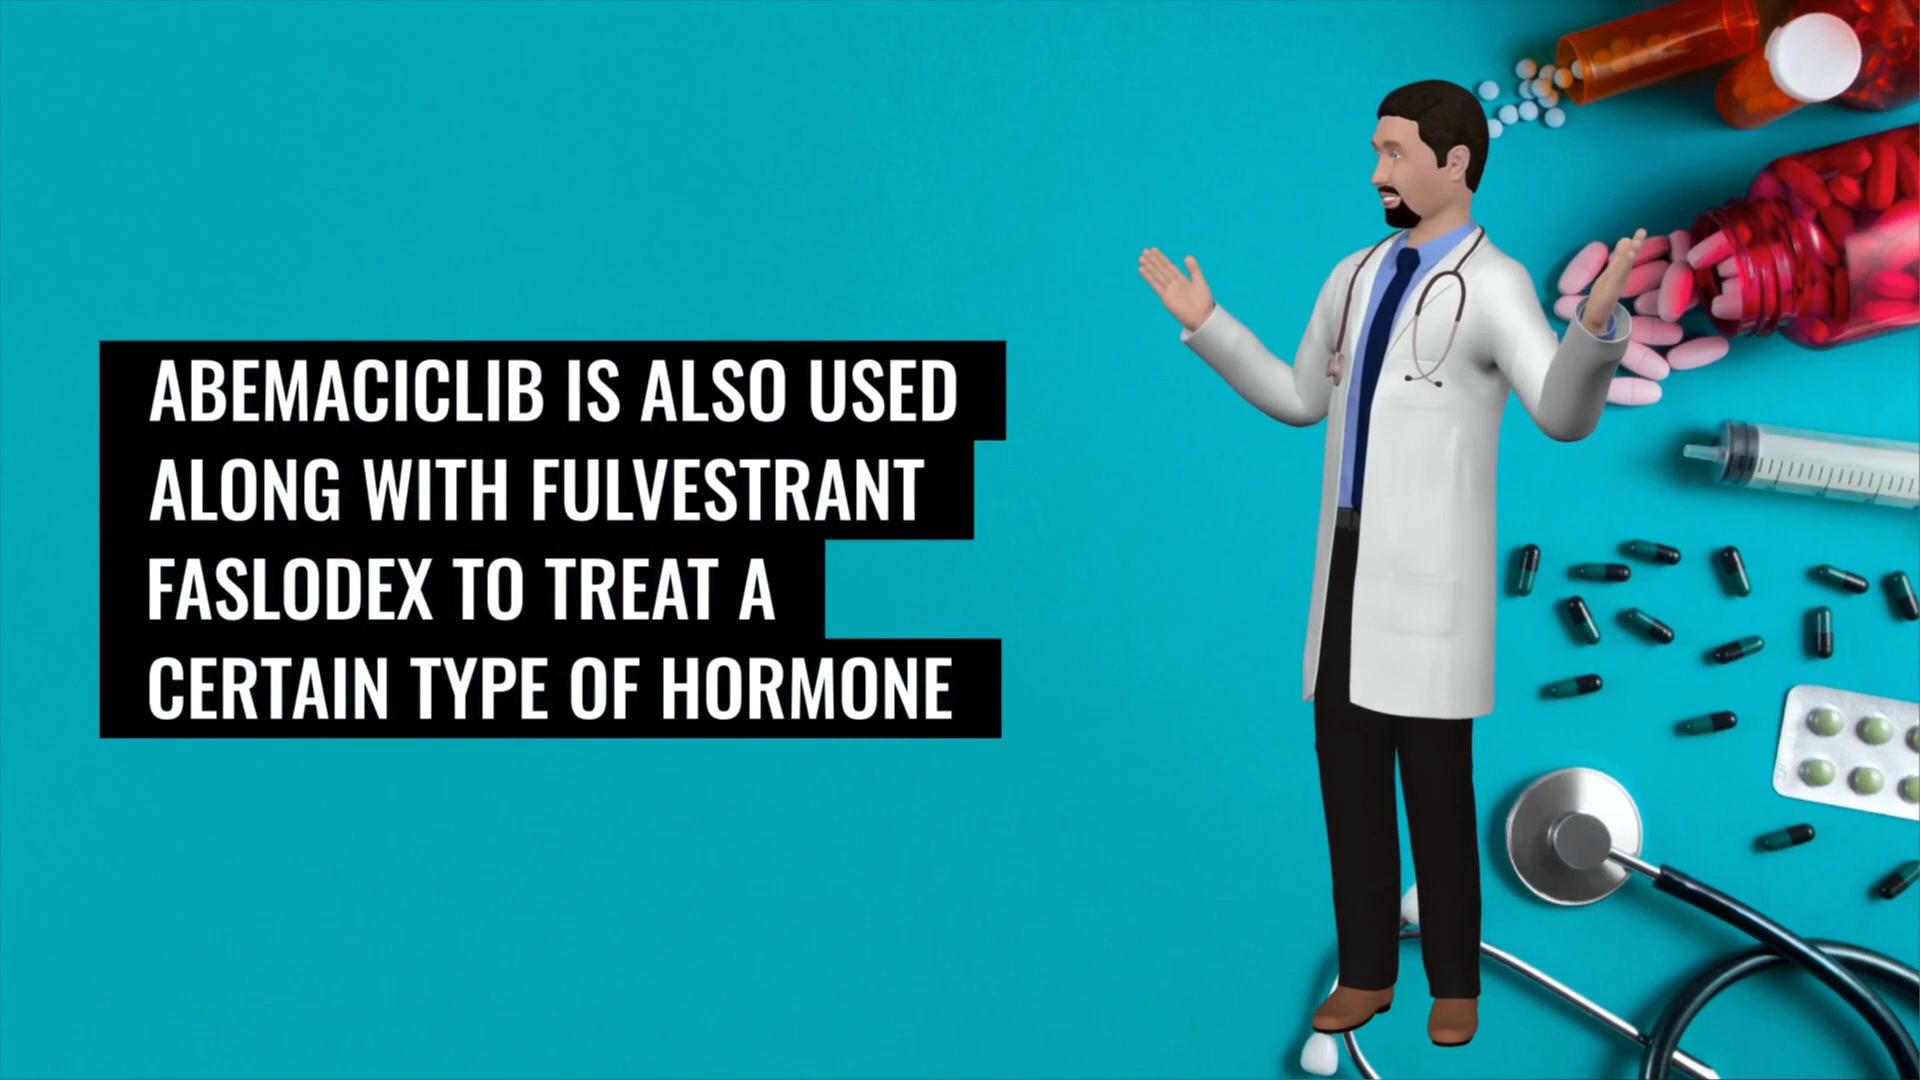 ABEMACICLIB IS ALSO USED
ALONG WITH FULVESTRANT
FASLODEX TO TREAT A
CERTAIN TYPE OF HORMONE